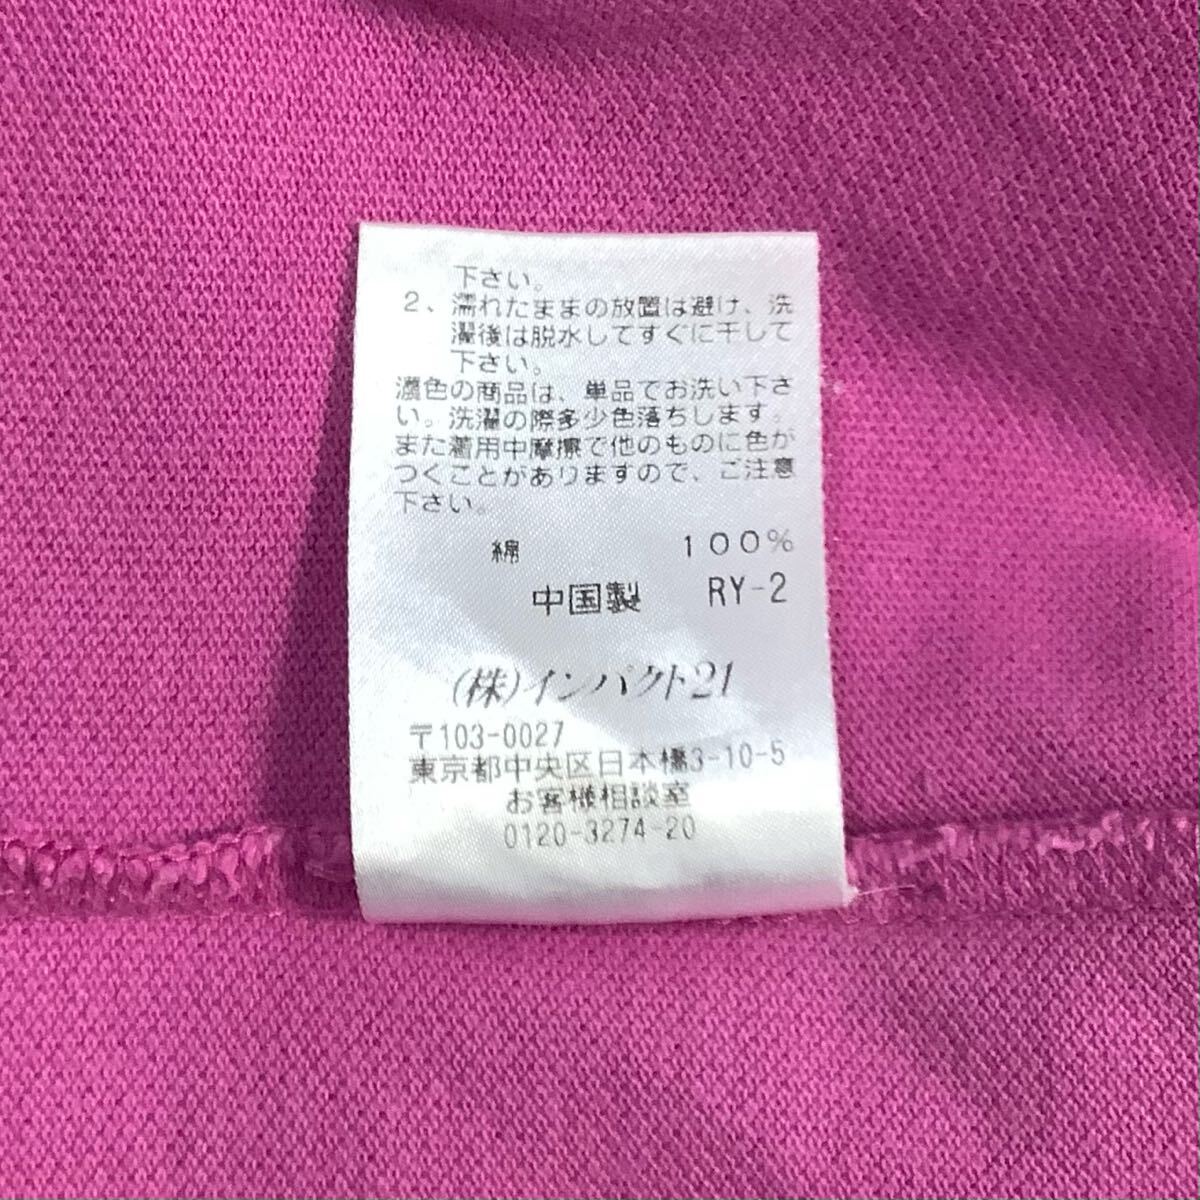 下さい。
2、濡れたままの放置は避け、洗
濯後は脱水してすぐに干して
下さい。
濃色の商品は、単品でお洗い下さ
い。洗濯の際多少色落ちします。
また着用中摩擦で他のものに色が
つくことがありますので、ご注意
下さい。
綿 100%
中国製 RY-2
(株)インパクト21
〒103-0027
東京都中央区日本橋3-10-5
お客様相談室
0120-3274-20